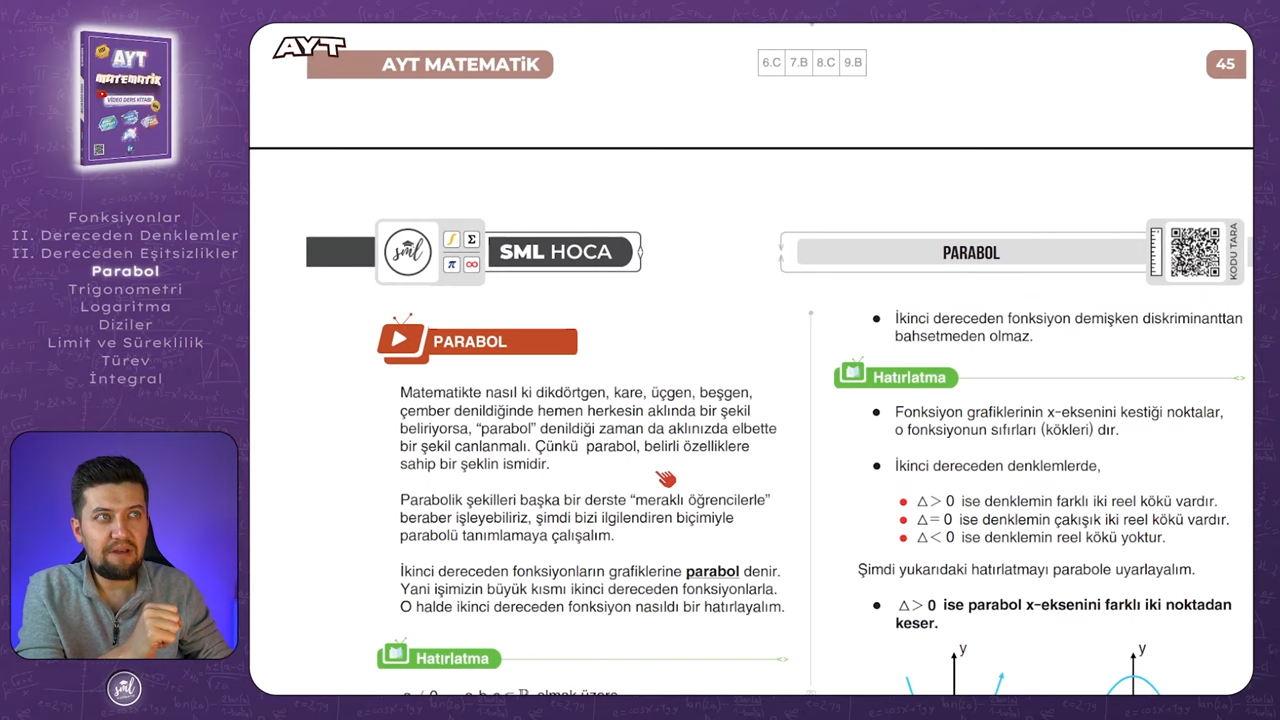 AYT
MATEMATİK
VİDEO DERS KİTABI
Fonksiyonlar
II. Dereceden Denklemler
II. Dereceden Eşitsizlikler
Parabol
Trigonometri
Logaritma
Diziler
Limit ve Süreklilik
Türev
İntegral
sml
AYT
AYT MATEMATİK
6.C 7.B 8.C 9.B
45
sml
∫ Σ
π ∞
SML HOCA
PARABOL
KODU TARA
PARABOL
Matematikte nasıl ki dikdörtgen, kare, üçgen, beşgen,
çember denildiğinde hemen herkesin aklında bir şekil
beliriyorsa, “parabol” denildiği zaman da aklınızda elbette
bir şekil canlanmalı. Çünkü parabol, belirli özelliklere
sahip bir şeklin ismidir.
Parabolik şekilleri başka bir derste “meraklı öğrencilerle”
beraber işleyebiliriz, şimdi bizi ilgilendiren biçimiyle
parabolü tanımlamaya çalışalım.
İkinci dereceden fonksiyonların grafiklerine parabol denir.
Yani işimizin büyük kısmı ikinci dereceden fonksiyonlarla.
O halde ikinci dereceden fonksiyon nasıldı bir hatırlayalım.
Hatırlatma
● İkinci dereceden fonksiyon demişken diskriminanttan
bahsetmeden olmaz.
Hatırlatma
● Fonksiyon grafiklerinin x-eksenini kestiği noktalar,
o fonksiyonun sıfırları (kökleri) dır.
● İkinci dereceden denklemlerde,
● △> 0 ise denklemin farklı iki reel kökü vardır.
● △= 0 ise denklemin çakışık iki reel kökü vardır.
● △< 0 ise denklemin reel kökü yoktur.
Şimdi yukarıdaki hatırlatmayı parabole uyarlayalım.
● △> 0 ise parabol x-eksenini farklı iki noktadan
keser.
y y